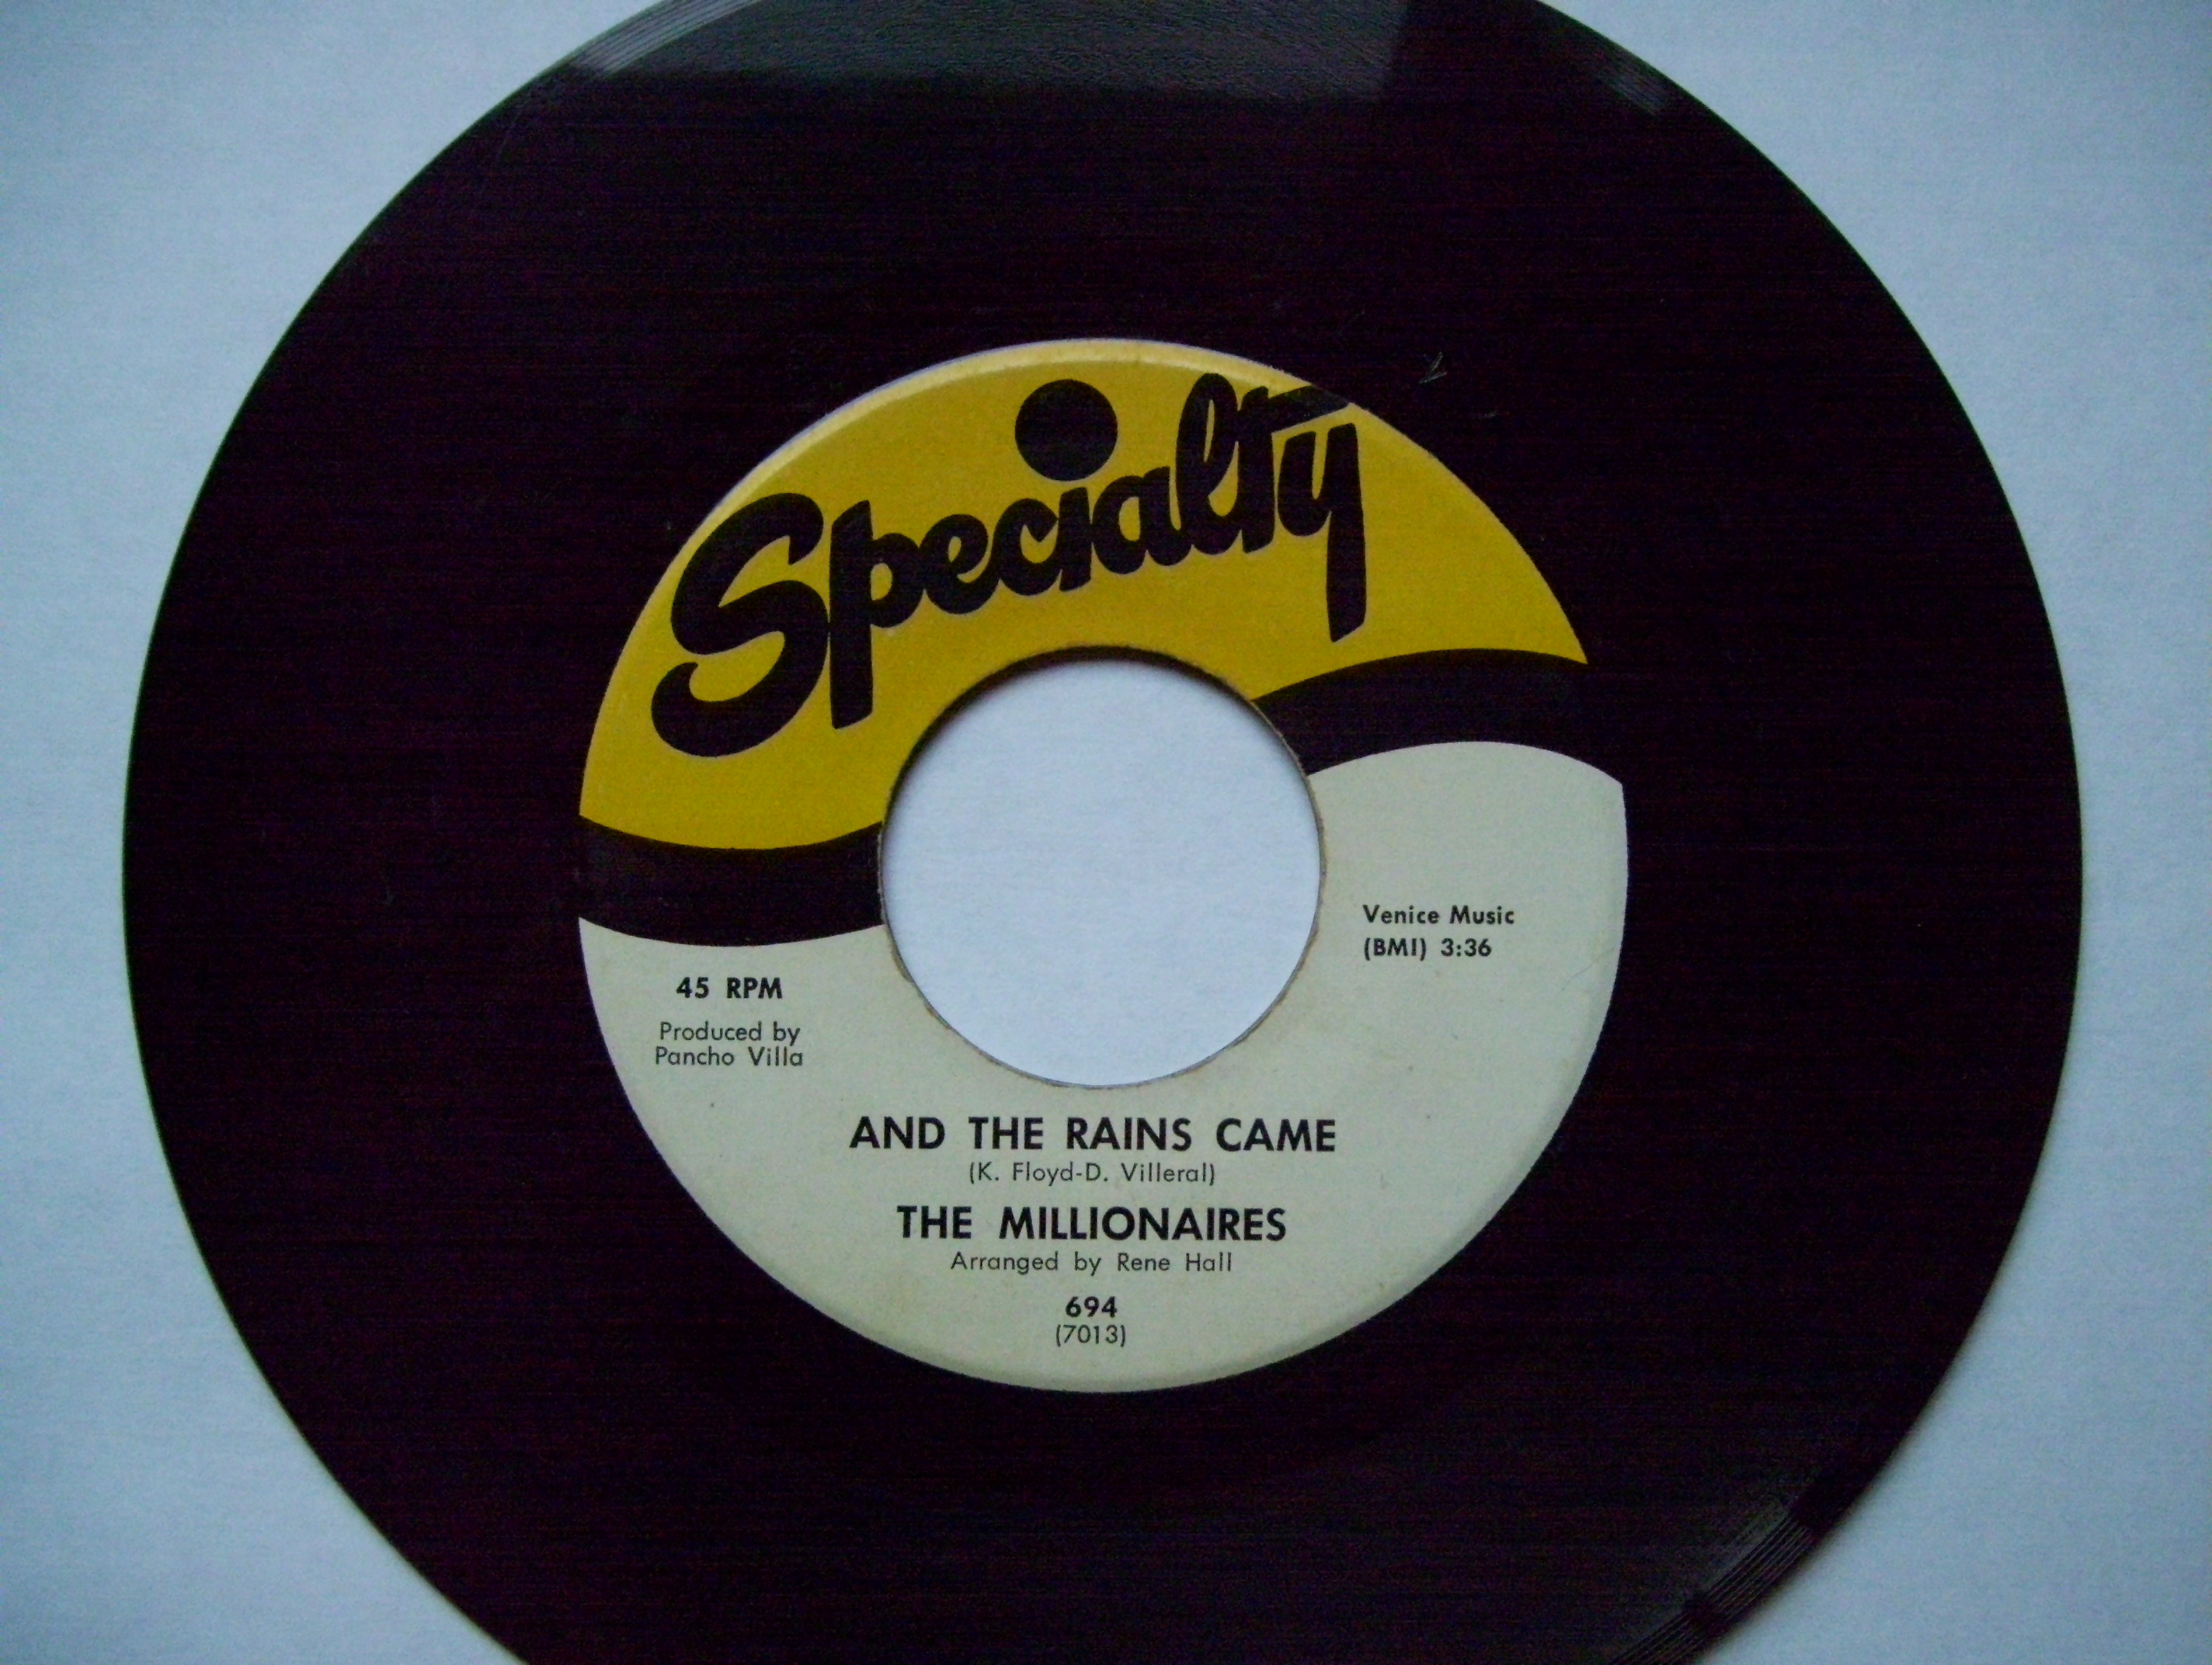 Specialty
Venice Music
(BMI) 3:36
45 RPM
Produced by
Pancho Villa
AND THE RAINS CAME
(K. Floyd-D. Villeral)
THE MILLIONAIRES
Arranged by Rene Hall
694
(7013)